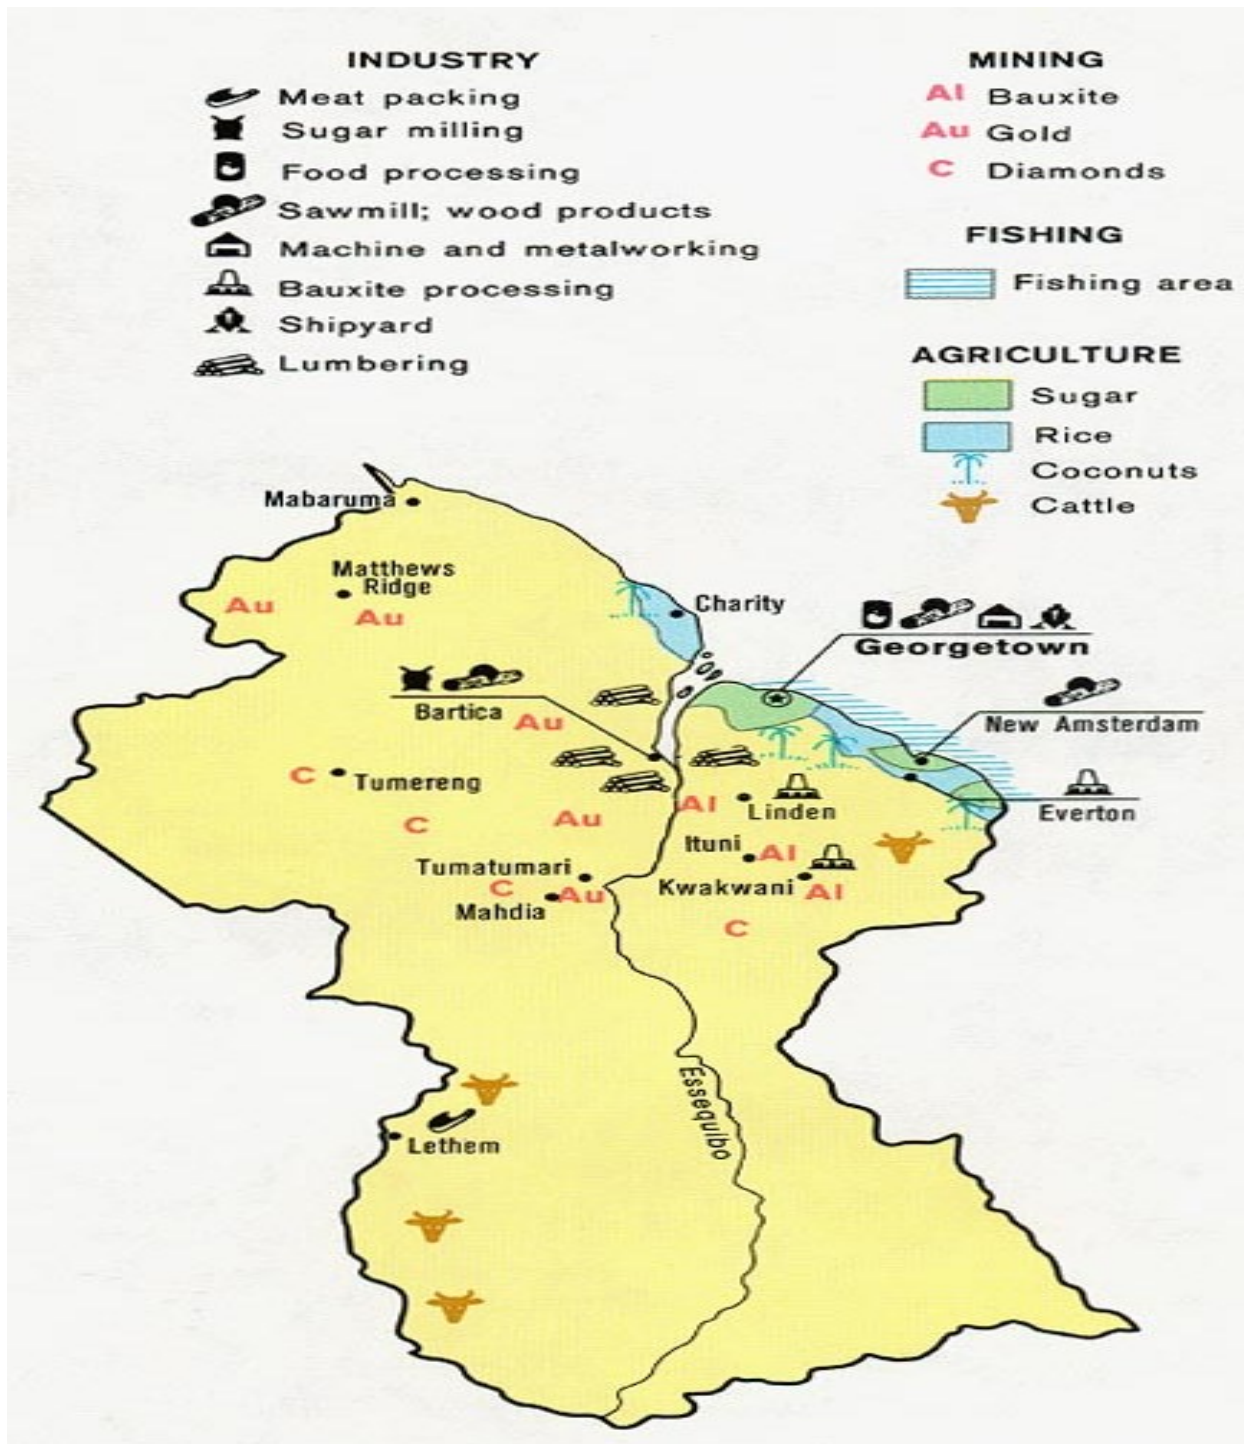 INDUSTRY
Meat packing
Sugar milling
Food processing
Sawmill; wood products
Machine and metalworking
Bauxite processing
Shipyard
Lumbering
MINING
Al Bauxite
Au Gold
C Diamonds
FISHING
Fishing area
AGRICULTURE
Sugar
Rice
Coconuts
Cattle
Mabaruma
Matthews
Ridge
Au
Au
Charity
Georgetown
Bartica
Au
New Amsterdam
C
Tumereng
Al
Linden
Everton
C
Au
Ituni
Al
Tumatumari
C
Au
Kwakwani
Al
Mahdia
C
Essequibo
Lethem